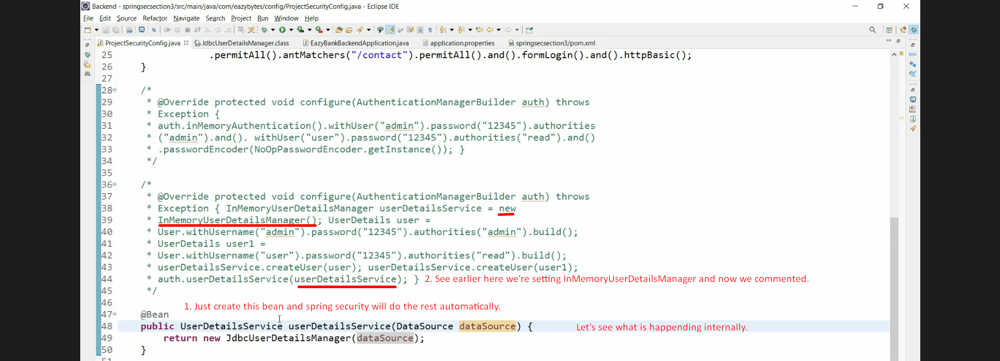 Backend - springsecsection3/src/main/java/com/eazybytes/config/ProjectSecurityConfig.java - Eclipse IDE
File Edit Source Refactor Navigate Search Project Run Window Help
ProjectSecurityConfig.java JdbcUserDetailsManager.class EazyBankBackendApplication.java application.properties springsecsection3/pom.xml
25 .permitAll().antMatchers("/contact").permitAll().and().formLogin().and().httpBasic();
26 }
27
28 /*
29 * @Override protected void configure(AuthenticationManagerBuilder auth) throws
30 * Exception {
31 * auth.inMemoryAuthentication().withUser("admin").password("12345").authorities
32 * ("admin").and(). withUser("user").password("12345").authorities("read").and()
33 * .passwordEncoder(NoOpPasswordEncoder.getInstance()); }
34 */
35
36 /*
37 * @Override protected void configure(AuthenticationManagerBuilder auth) throws
38 * Exception { InMemoryUserDetailsManager userDetailsService = new
39 * InMemoryUserDetailsManager(); UserDetails user =
40 * User.withUsername("admin").password("12345").authorities("admin").build();
41 * UserDetails user1 =
42 * User.withUsername("user").password("12345").authorities("read").build();
43 * userDetailsService.createUser(user); userDetailsService.createUser(user1);
44 * auth.userDetailsService(userDetailsService); } 2. See earlier here we're setting InMemoryUserDetailsManager and now we commented.
45 */
46
1. Just create this bean and spring security will do the rest automatically.
47 @Bean
48 public UserDetailsService userDetailsService(DataSource dataSource) { Let's see what is happending internally.
49 return new JdbcUserDetailsManager(dataSource);
50 }
51